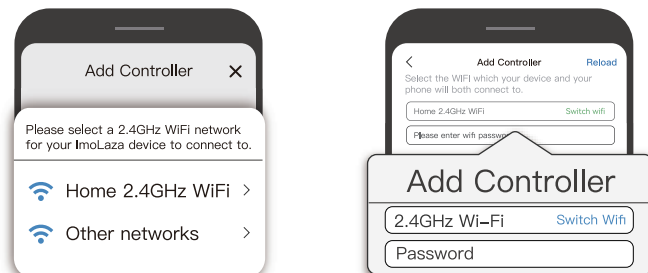 Add Controller ×
Please select a 2.4GHz WiFi network
for your ImoLaza device to connect to.
Home 2.4GHz WiFi >
Other networks >
< Add Controller Reload
Select the WIFI which your device and your
phone will both connect to.
Home 2.4GHz WiFi Switch wifi
Please enter wifi passwo
Add Controller
2.4GHz Wi–Fi Switch Wifi
Password